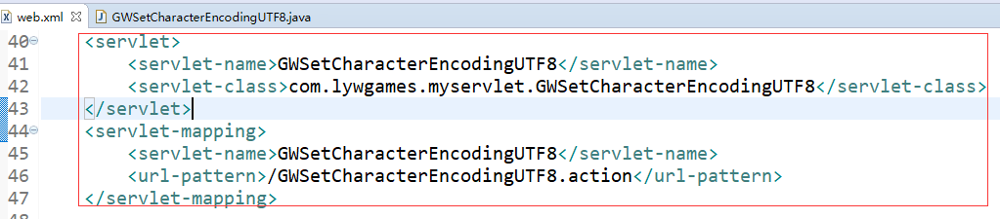 web.xml GWSetCharacterEncodingUTF8.java
40 <servlet>
41 <servlet-name>GWSetCharacterEncodingUTF8</servlet-name>
42 <servlet-class>com.lywgames.myservlet.GWSetCharacterEncodingUTF8</servlet-class>
43 </servlet>
44 <servlet-mapping>
45 <servlet-name>GWSetCharacterEncodingUTF8</servlet-name>
46 <url-pattern>/GWSetCharacterEncodingUTF8.action</url-pattern>
47 </servlet-mapping>